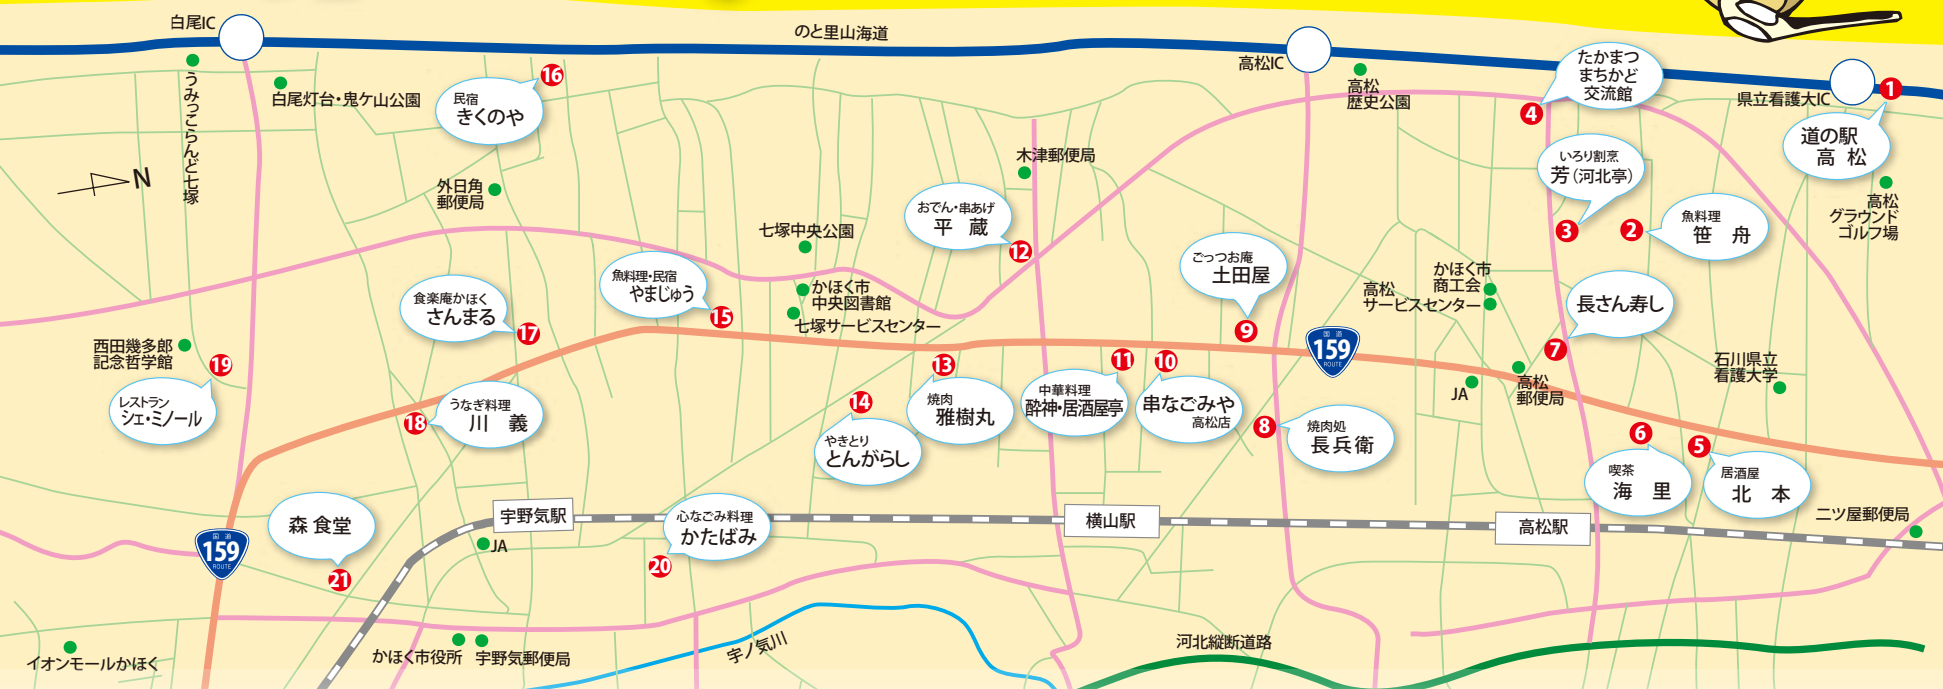 白尾IC
のと里山海道
高松IC
県立看護大IC
うみっこらんど七塚
白尾灯台・鬼ケ山公園
16
民宿
きくのや
高松
歴史公園
たかまつ
まちかど
交流館
4
1
道の駅
高 松
N
外日角
郵便局
木津郵便局
いろり割烹
芳（河北亭）
3
2
魚料理
笹 舟
高松
グラウンド
ゴルフ場
おでん・串あげ
平 蔵
12
七塚中央公園
かほく市
中央図書館
七塚サービスセンター
ごっつお庵
土田屋
9
かほく市
商工会
高松
サービスセンター
長さん寿し
7
食楽庵かほく
さんまる
17
魚料理・民宿
やまじゅう
15
国道
159
ROUTE
西田幾多郎
記念哲学館
19
レストラン
シェ・ミノール
うなぎ料理
川 義
18
14
やきとり
とんがらし
13
焼肉
雅樹丸
11
中華料理
酔神・居酒屋亭
10
串なごみや
高松店
8
焼肉処
長兵衛
JA
高松
郵便局
石川県立
看護大学
6
喫茶
海 里
5
居酒屋
北 本
二ツ屋郵便局
国道
159
ROUTE
森 食堂
21
宇野気駅
JA
心なごみ料理
かたばみ
20
横山駅
高松駅
イオンモールかほく
かほく市役所
宇野気郵便局
宇ノ気川
河北縦断道路